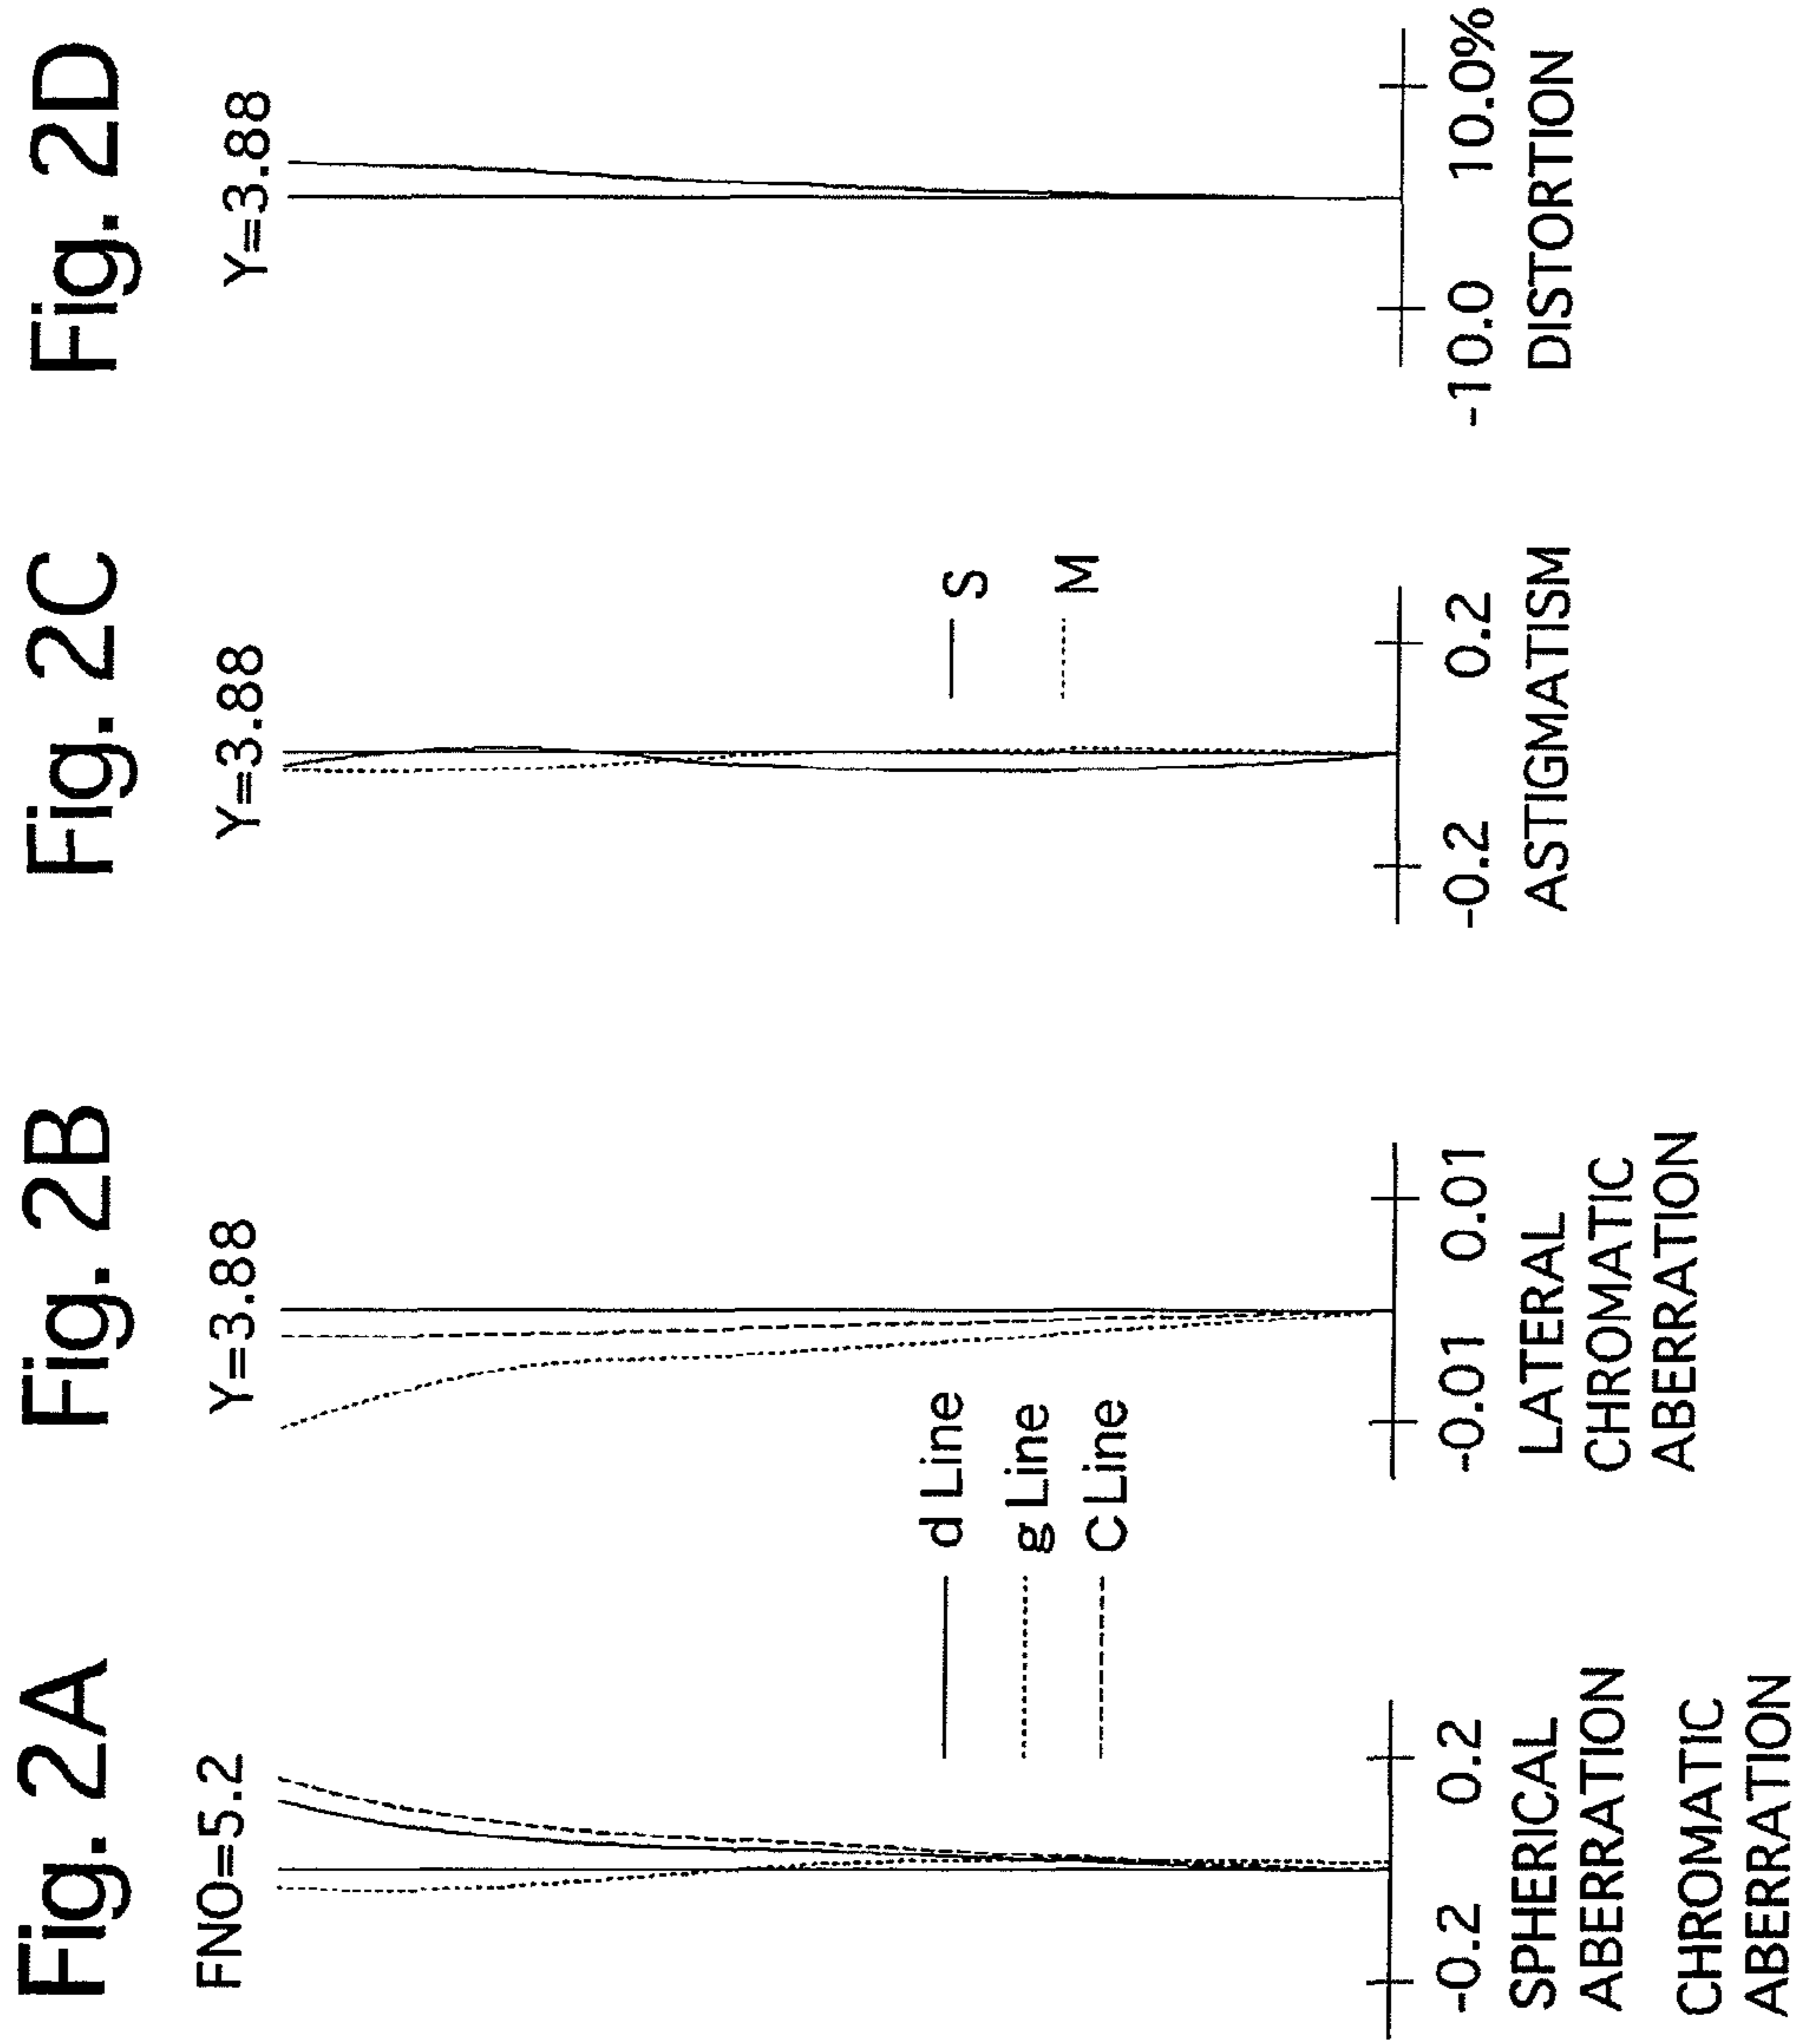 Fig. 2A
FNO=5.2
-0.2
0.2
SPHERICAL
ABERRATION
CHROMATIC
ABERRATION
d Line
g Line
C Line
Fig. 2B
Y=3.88
-0.01
0.01
LATERAL
CHROMATIC
ABERRATION
Fig. 2C
Y=3.88
S
M
-0.2
0.2
ASTIGMATISM
Fig. 2D
Y=3.88
-10.0
10.0%
DISTORTION